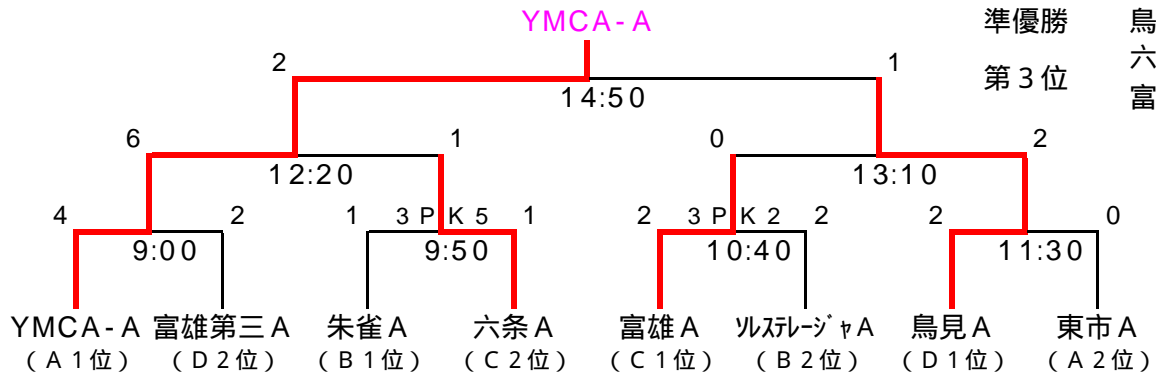 YMCA-A
準優勝 鳥
六
第3位 富
2 1
14:50
6 1 0 2
12:20 13:10
4 2 1 3PK5 1 2 3PK2 2 2 0
9:00 9:50 10:40 11:30
YMCA-A 富雄第三A 朱雀A 六条A 富雄A ソルステレージャA 鳥見A 東市A
(A1位) (D2位) (B1位) (C2位) (C1位) (B2位) (D1位) (A2位)